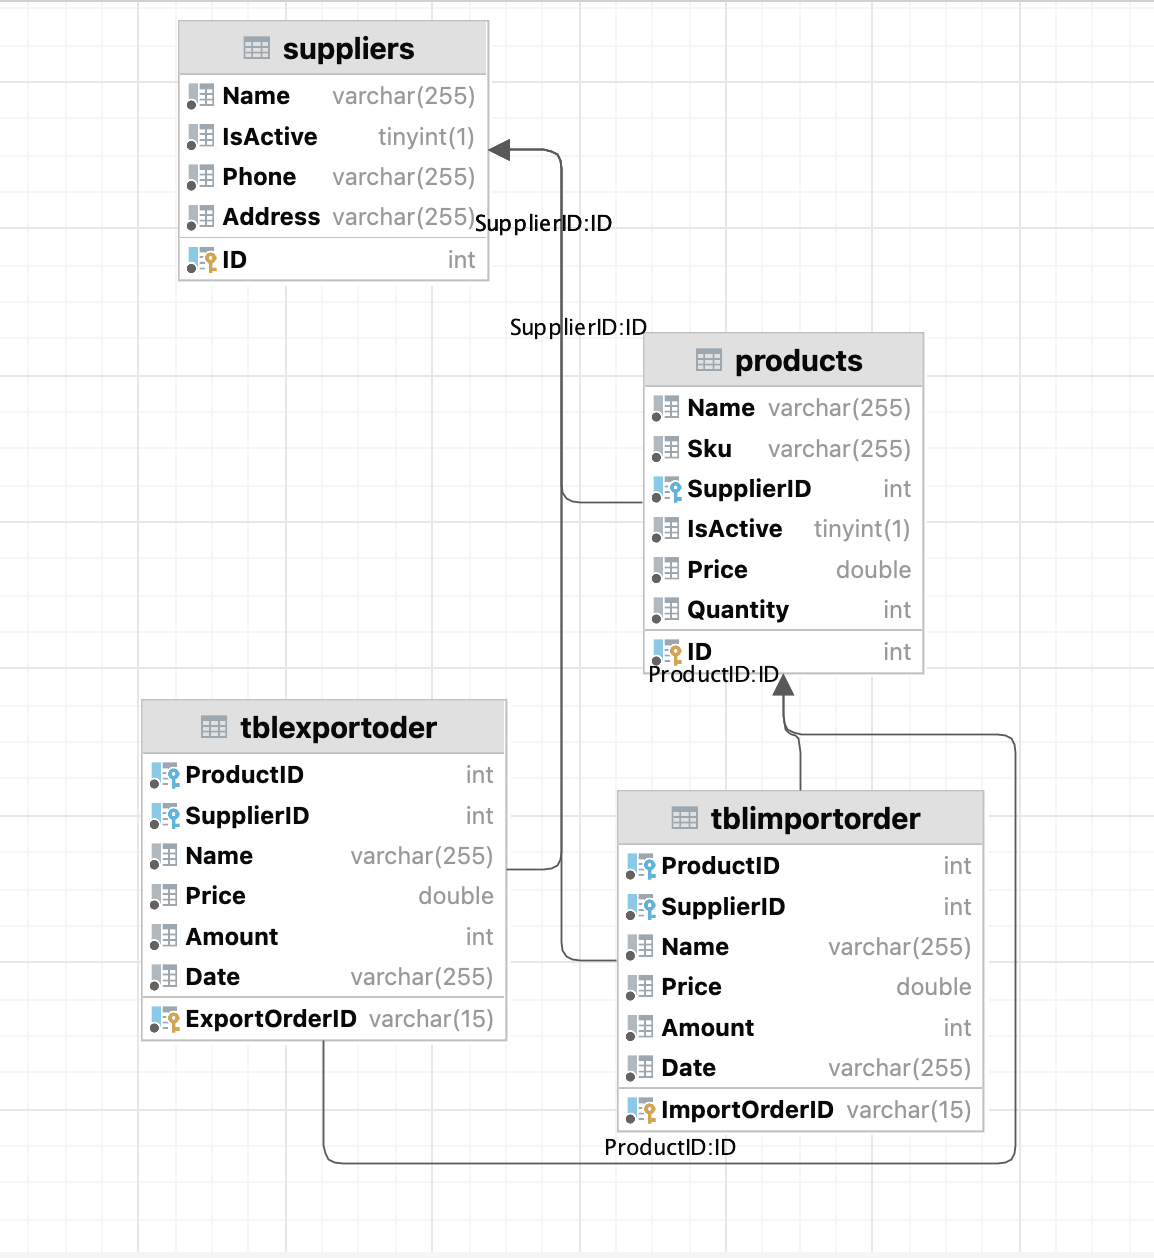 suppliers
Name varchar(255)
IsActive tinyint(1)
Phone varchar(255)
Address varchar(255)
ID int
SupplierID:ID
SupplierID:ID
products
Name varchar(255)
Sku varchar(255)
SupplierID int
IsActive tinyint(1)
Price double
Quantity int
ID int
ProductID:ID
tblexportoder
ProductID int
SupplierID int
Name varchar(255)
Price double
Amount int
Date varchar(255)
ExportOrderID varchar(15)
tblimportorder
ProductID int
SupplierID int
Name varchar(255)
Price double
Amount int
Date varchar(255)
ImportOrderID varchar(15)
ProductID:ID